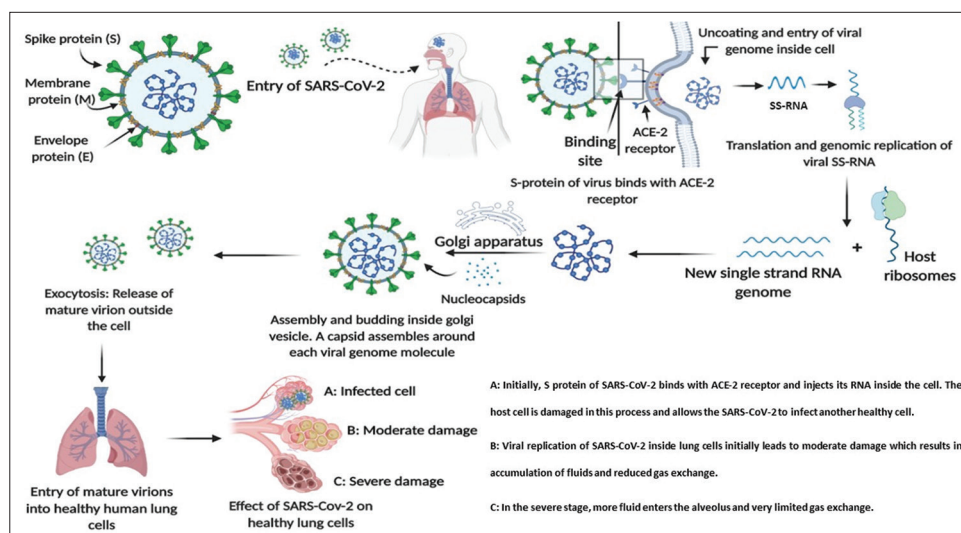 Spike protein (S)
Membrane
protein (M)
Envelope
protein (E)
Entry of SARS-CoV-2
Binding
site
ACE-2
receptor
S-protein of virus binds with ACE-2
receptor
Uncoating and entry of viral
genome inside cell
SS-RNA
Translation and genomic replication of
viral SS-RNA
+
Host
ribosomes
New single strand RNA
genome
Golgi apparatus
Nucleocapsids
Assembly and budding inside golgi
vesicle. A capsid assembles around
each viral genome molecule
Exocytosis: Release of
mature virion outside
the cell
Entry of mature virions
into healthy human lung
cells
A: Infected cell
B: Moderate damage
C: Severe damage
Effect of SARS-Cov-2 on
healthy lung cells
A: Initially, S protein of SARS-CoV-2 binds with ACE-2 receptor and injects its RNA inside the cell. The
host cell is damaged in this process and allows the SARS-CoV-2 to infect another healthy cell.
B: Viral replication of SARS-CoV-2 inside lung cells initially leads to moderate damage which results in
accumulation of fluids and reduced gas exchange.
C: In the severe stage, more fluid enters the alveolus and very limited gas exchange.